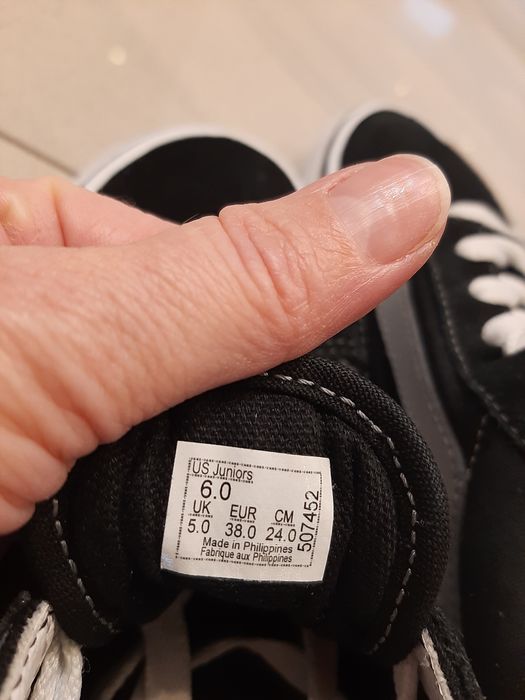 US Juniors
6.0
UK EUR CM
5.0 38.0 24.0
Made in Philippines
Fabrique aux Philippines
507452